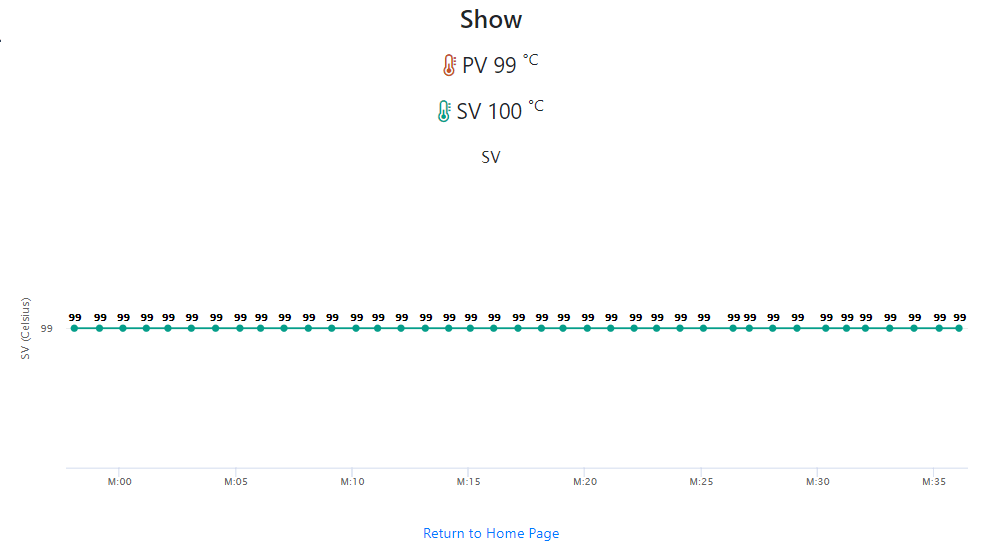 Show
PV 99 °C
SV 100 °C
SV
SV (Celsius)
99 99 99 99 99 99 99 99 99 99 99 99 99 99 99 99 99 99 99 99 99 99 99 99 99 99 99 99 99 99 99 99 99 99 99 99 99 99 99
99
M:00 M:05 M:10 M:15 M:20 M:25 M:30 M:35
Return to Home Page